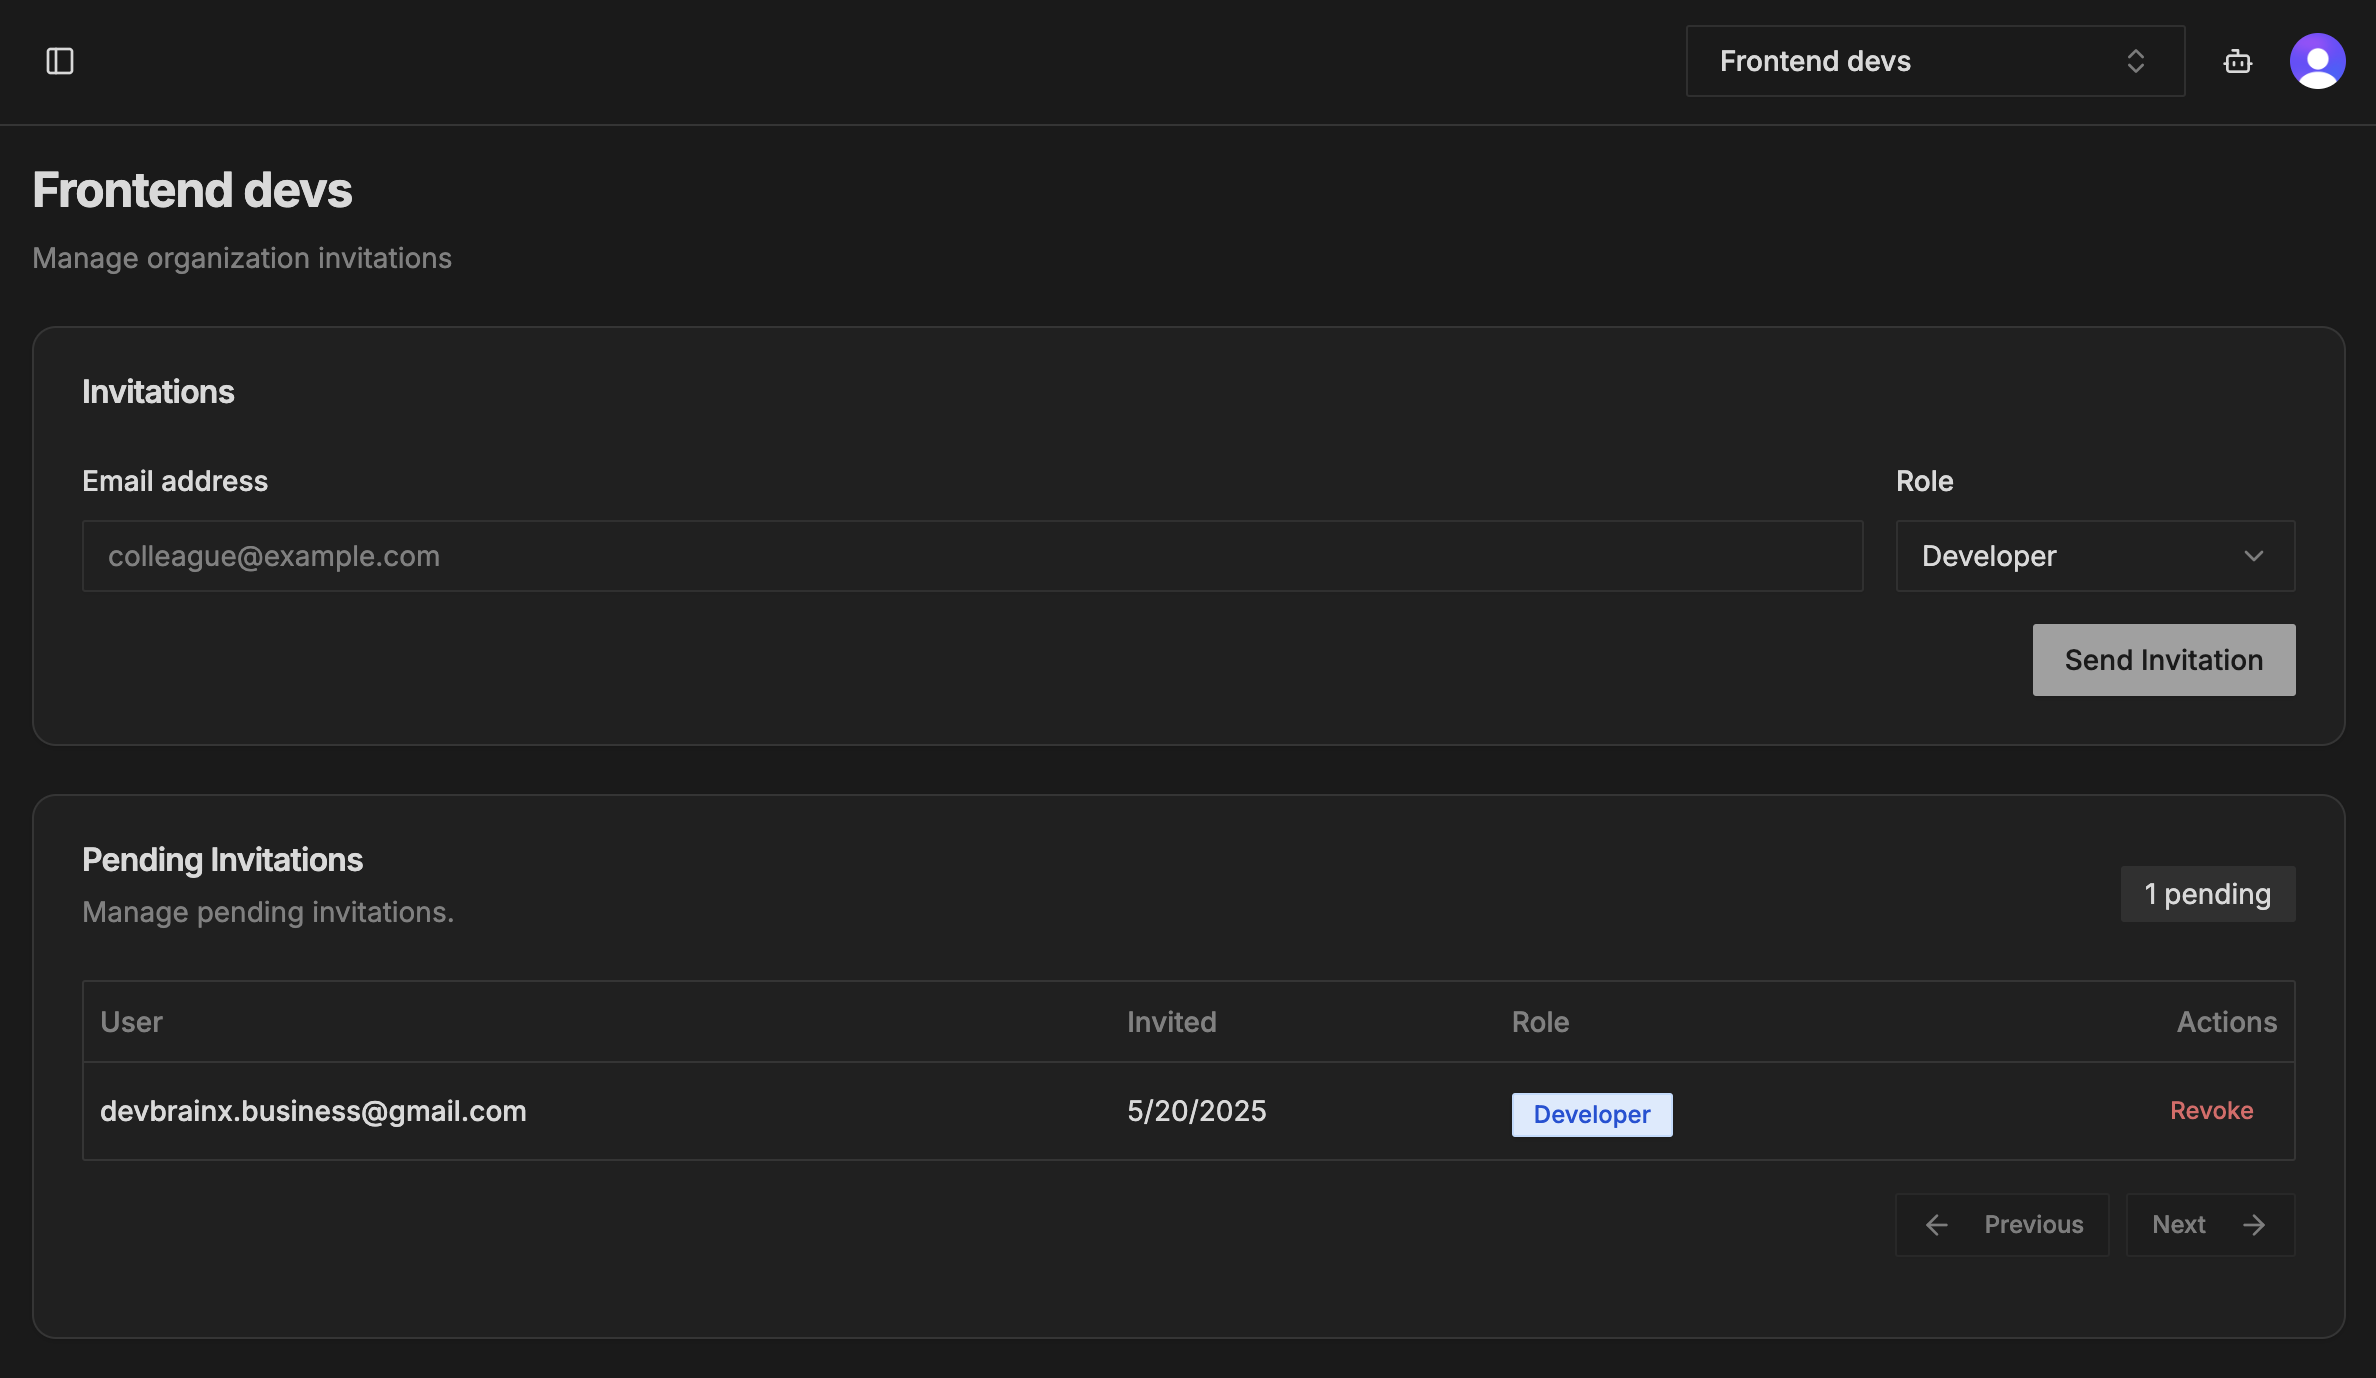 Frontend devs
Frontend devs
Manage organization invitations
Invitations
Email address
Role
colleague@example.com
Developer
Send Invitation
Pending Invitations
Manage pending invitations.
1 pending
User Invited Role Actions
devbrainx.business@gmail.com 5/20/2025 Developer Revoke
Previous
Next